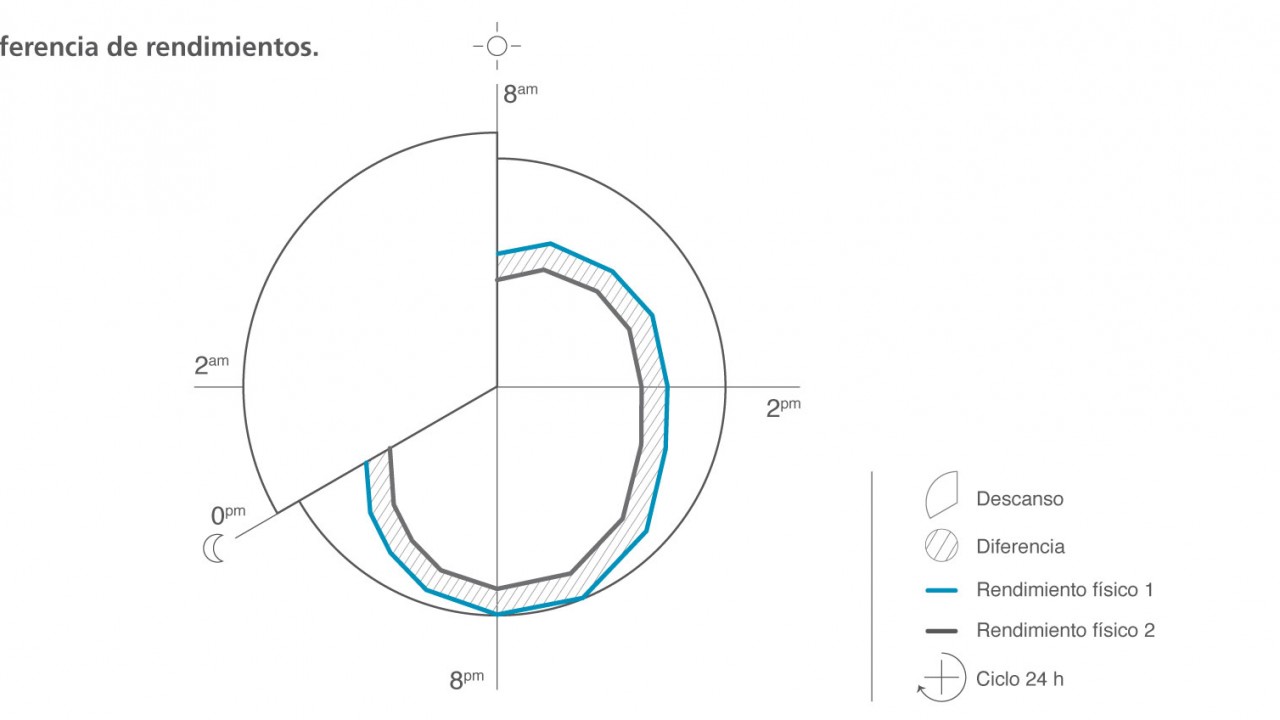 ferencia de rendimientos.
8am
2am
2pm
0pm
8pm
Descanso
Diferencia
Rendimiento físico 1
Rendimiento físico 2
Ciclo 24 h